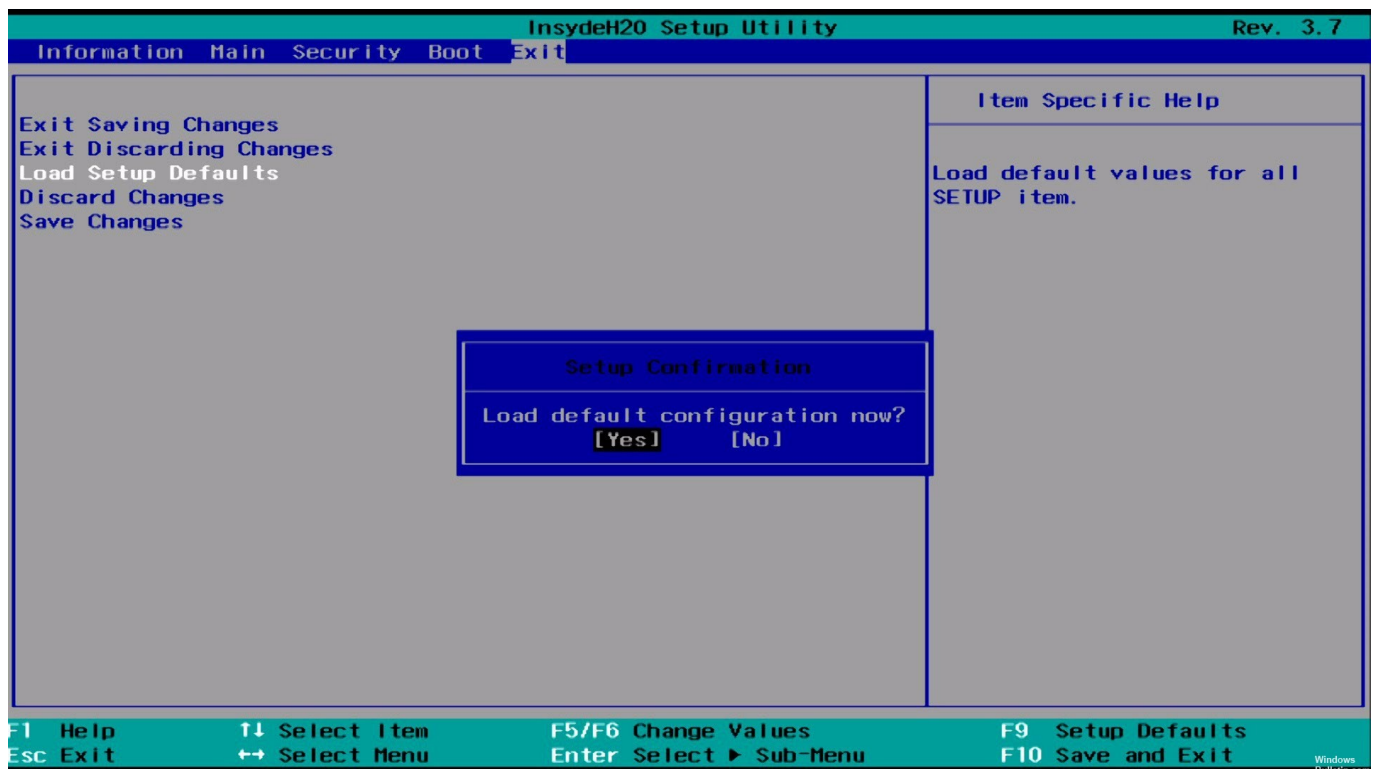 InsydeH20 Setup Utility Rev. 3.7
Information Main Security Boot Exit
Exit Saving Changes
Exit Discarding Changes
Load Setup Defaults
Discard Changes
Save Changes
Item Specific Help
Load default values for all
SETUP item.
Setup Confirmation
Load default configuration now?
[Yes] [No]
F1 Help ↑↓ Select Item F5/F6 Change Values F9 Setup Defaults
Esc Exit ↔ Select Menu Enter Select ▶ Sub-Menu F10 Save and Exit
Windows